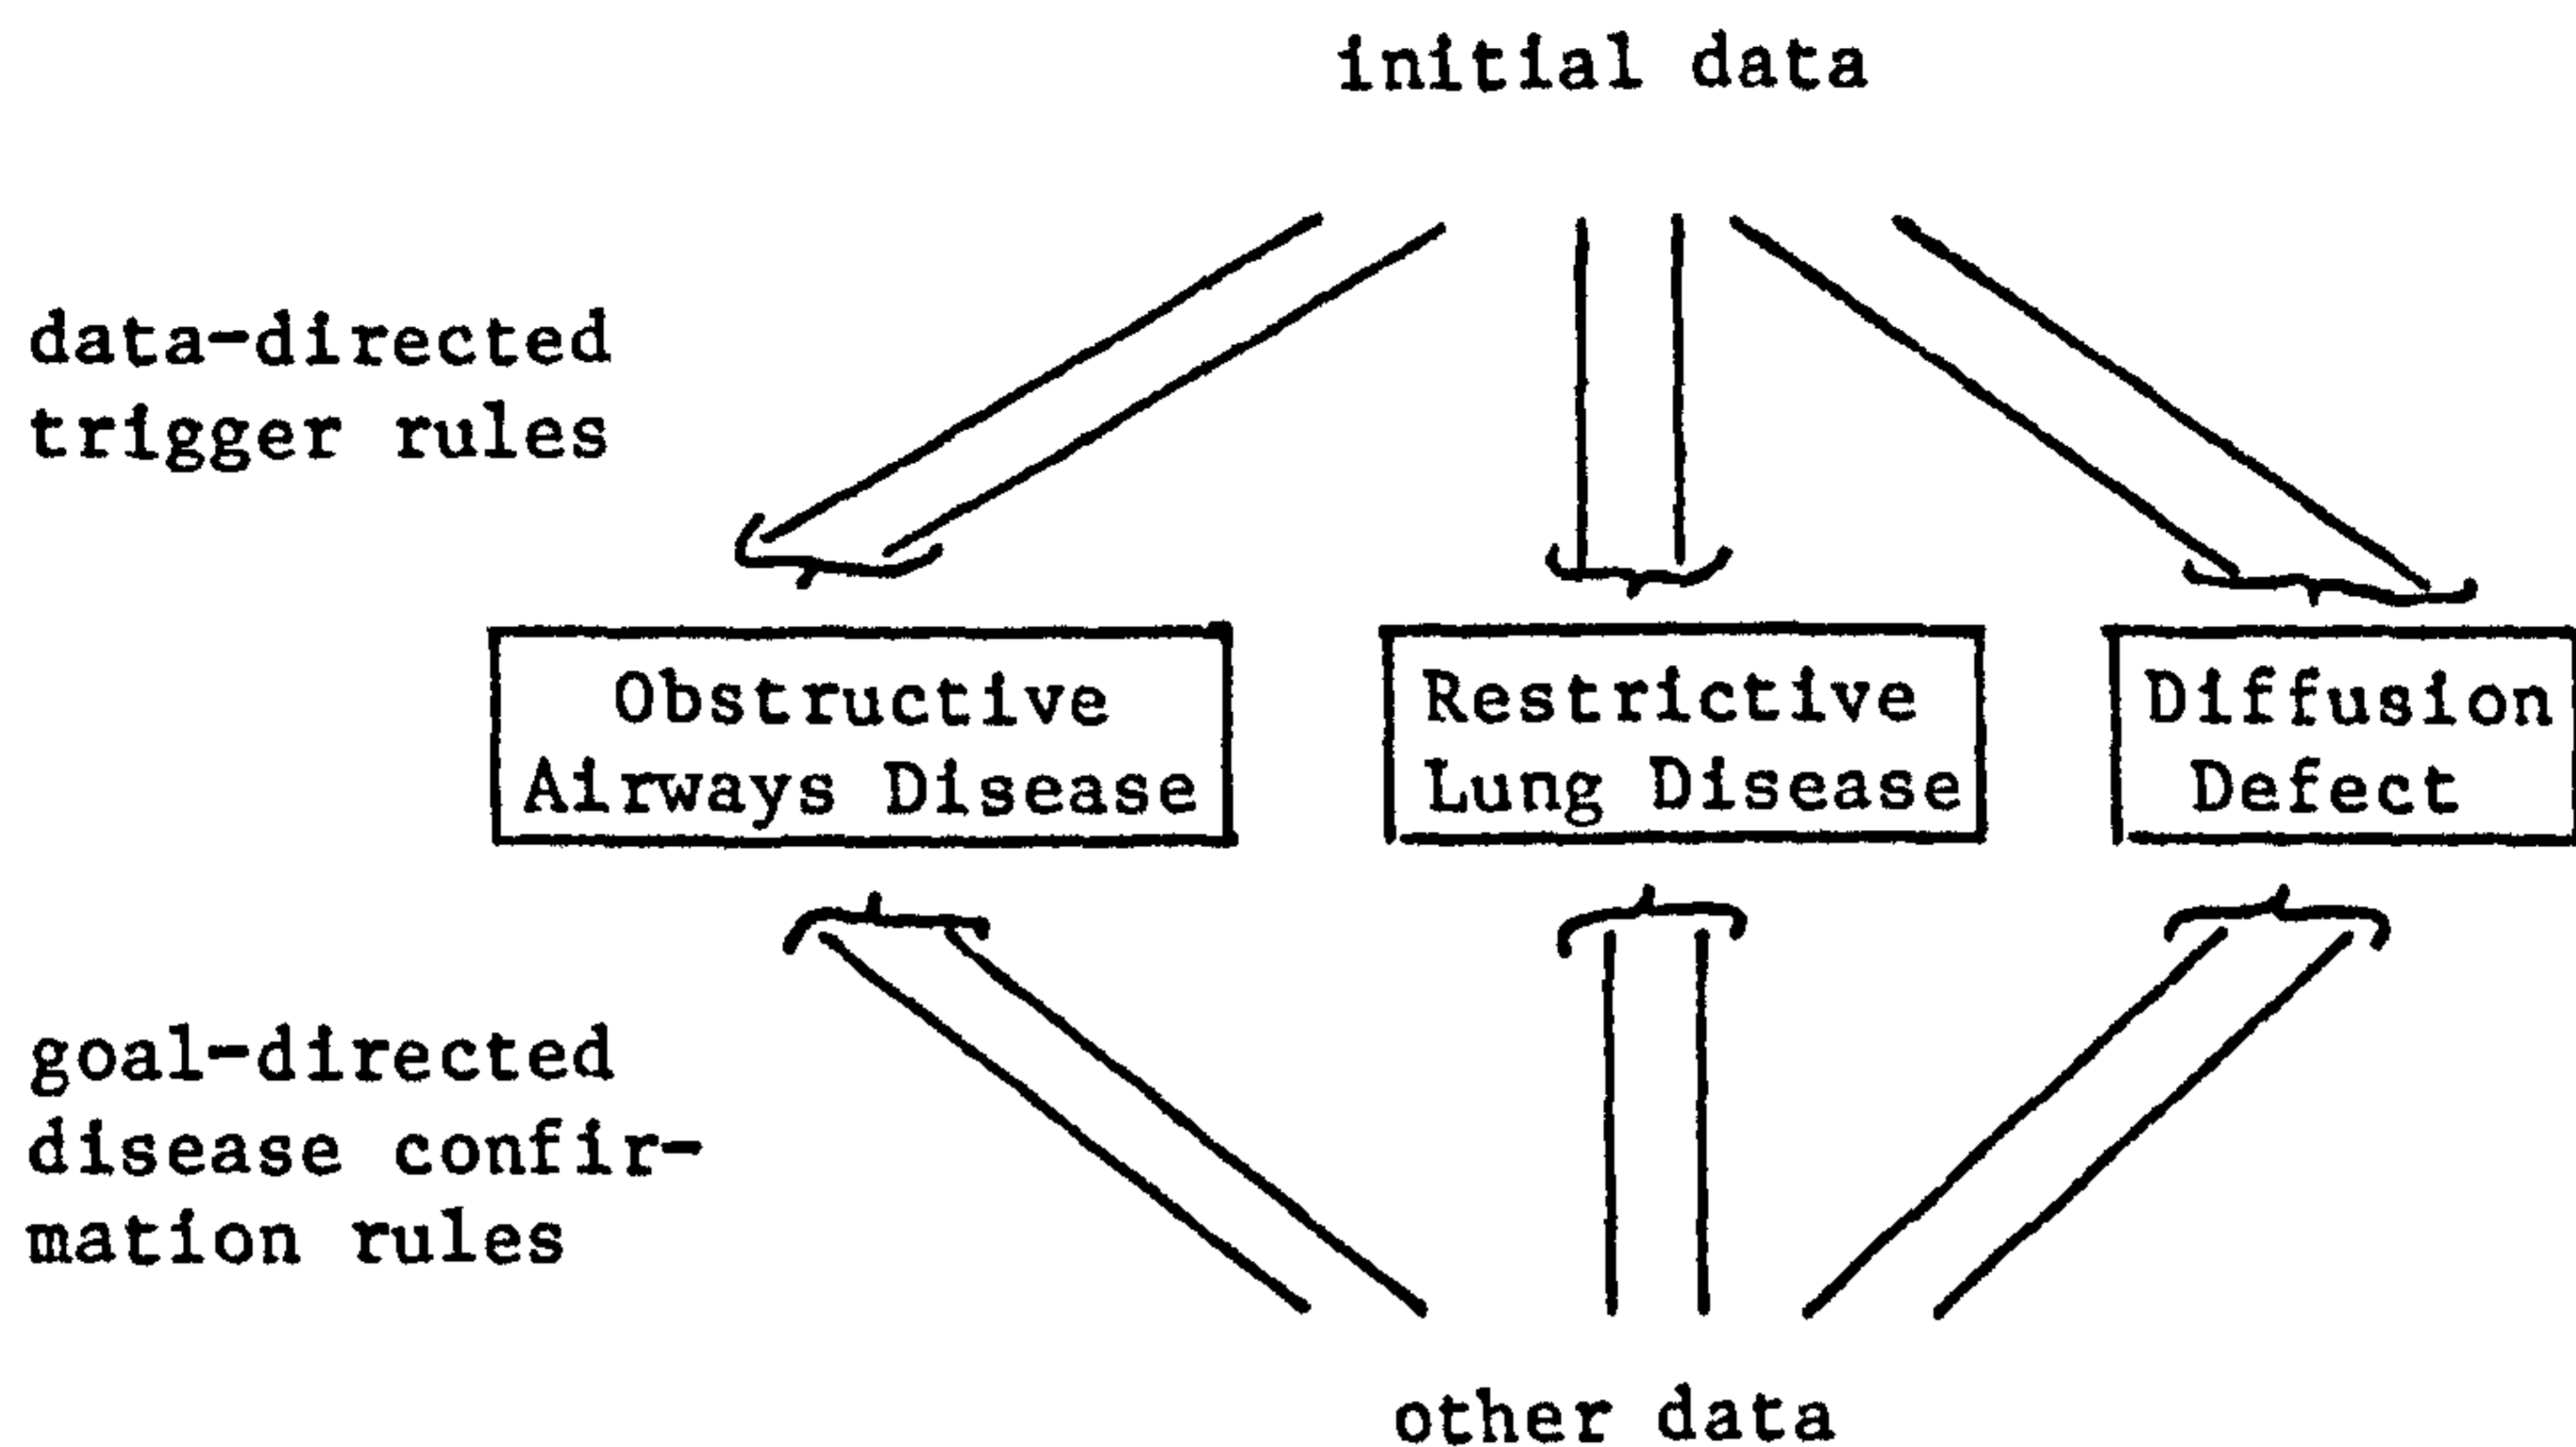 initial data
data-directed
trigger rules
Obstructive
Airways Disease
Restrictive
Lung Disease
Diffusion
Defect
goal-directed
disease confir-
mation rules
other data